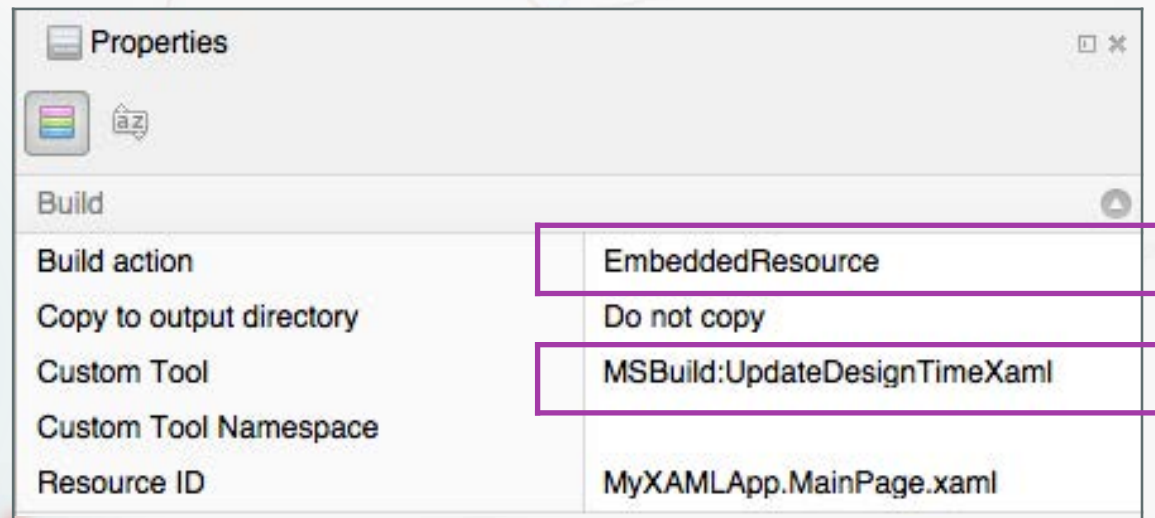 Properties
az
Build
Build action EmbeddedResource
Copy to output directory Do not copy
Custom Tool MSBuild:UpdateDesignTimeXaml
Custom Tool Namespace
Resource ID MyXAMLApp.MainPage.xaml